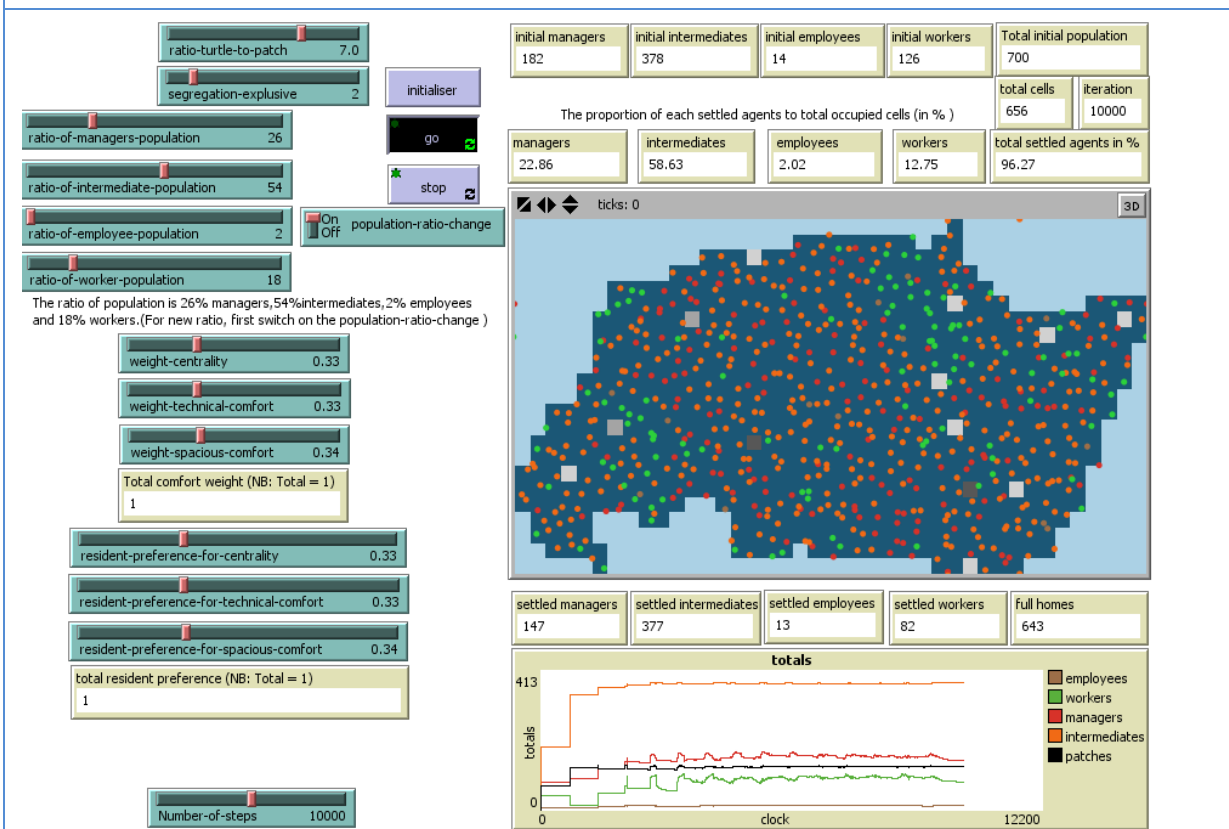 ratio-turtle-to-patch 7.0
segregation-explusive 2
initialiser
ratio-of-managers-population 26
go
ratio-of-intermediate-population 54
stop
ratio-of-employee-population 2
On
Off
population-ratio-change
ratio-of-worker-population 18
The ratio of population is 26% managers,54%intermediates,2% employees
and 18% workers.(For new ratio, first switch on the population-ratio-change )
weight-centrality 0.33
weight-technical-comfort 0.33
weight-spacious-comfort 0.34
Total comfort weight (NB: Total = 1)
1
resident-preference-for-centrality 0.33
resident-preference-for-technical-comfort 0.33
resident-preference-for-spacious-comfort 0.34
total resident preference (NB: Total = 1)
1
Number-of-steps 10000
initial managers
182
initial intermediates
378
initial employees
14
initial workers
126
Total initial population
700
total cells
656
iteration
10000
The proportion of each settled agents to total occupied cells (in % )
managers
22.86
intermediates
58.63
employees
2.02
workers
12.75
total settled agents in %
96.27
ticks: 0
3D
settled managers
147
settled intermediates
377
settled employees
13
settled workers
82
full homes
643
totals
413
totals
0
0
clock
12200
employees
workers
managers
intermediates
patches